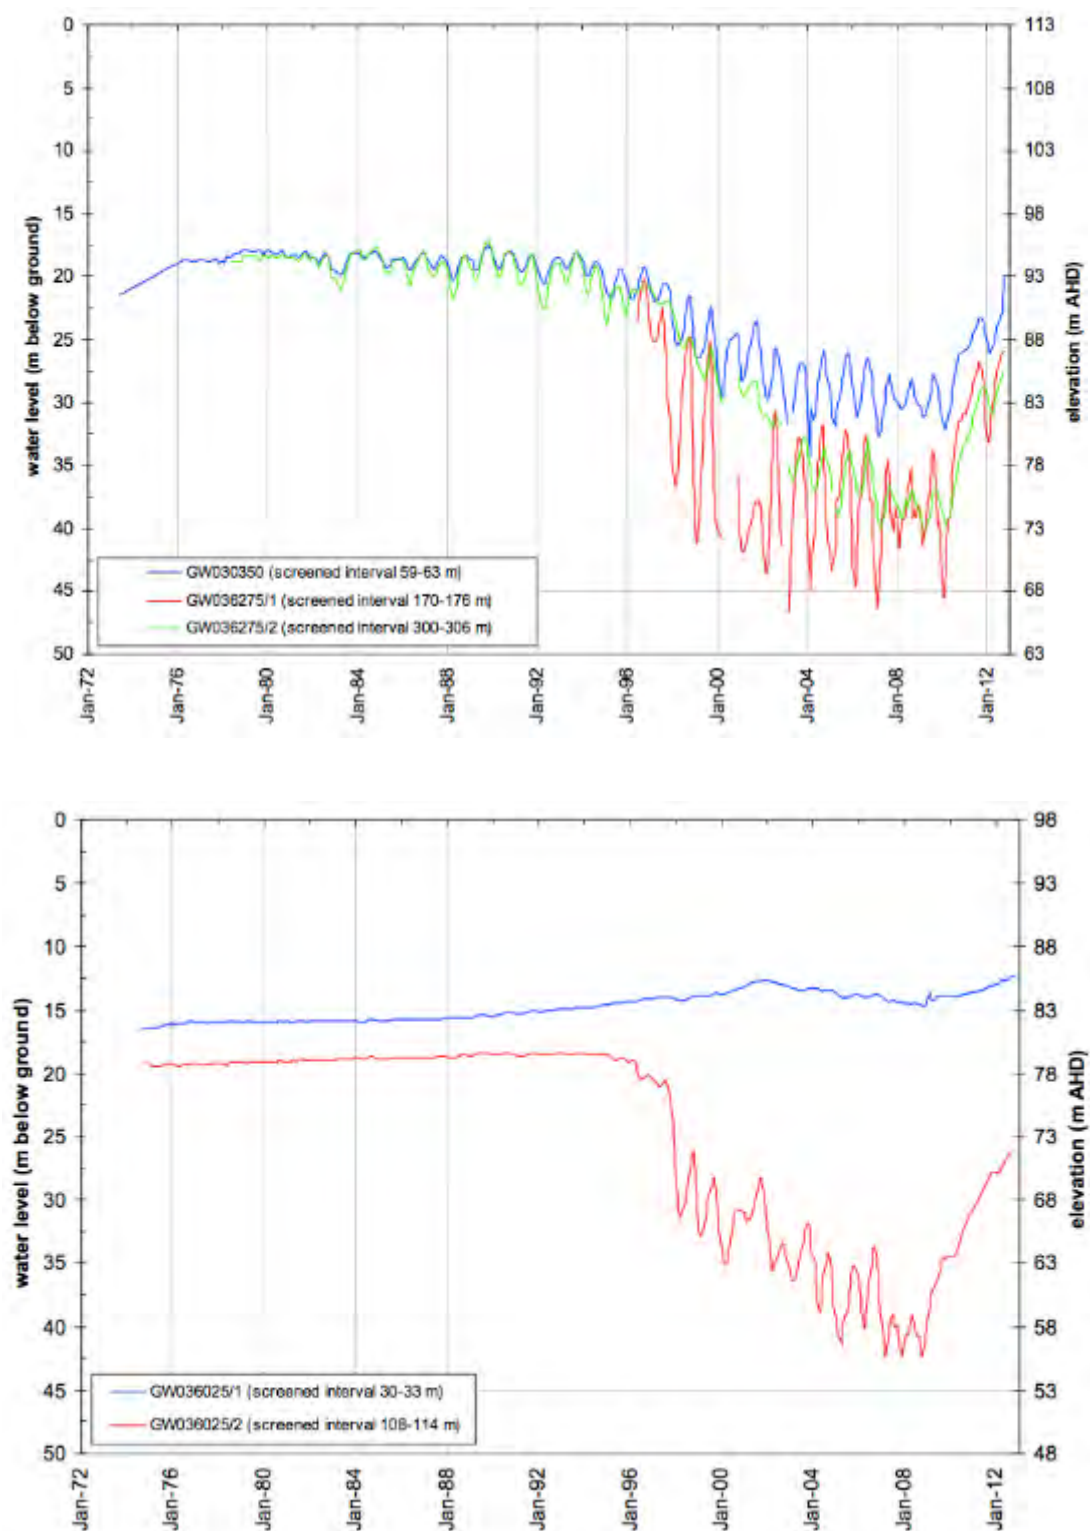 0
5
10
15
20
25
30
35
40
45
50
water level (m below ground)
113
108
103
98
93
88
83
78
73
68
63
elevation (m AHD)
GW030350 (screened interval 59-63 m)
GW036275/1 (screened interval 170-176 m)
GW036275/2 (screened interval 300-306 m)
Jan-72
Jan-76
Jan-80
Jan-84
Jan-88
Jan-92
Jan-96
Jan-00
Jan-04
Jan-08
Jan-12
0
5
10
15
20
25
30
35
40
45
50
water level (m below ground)
98
93
88
83
78
73
68
63
58
53
48
elevation (m AHD)
GW036025/1 (screened interval 30-33 m)
GW036025/2 (screened interval 108-114 m)
Jan-72
Jan-76
Jan-80
Jan-84
Jan-88
Jan-92
Jan-96
Jan-00
Jan-04
Jan-08
Jan-12